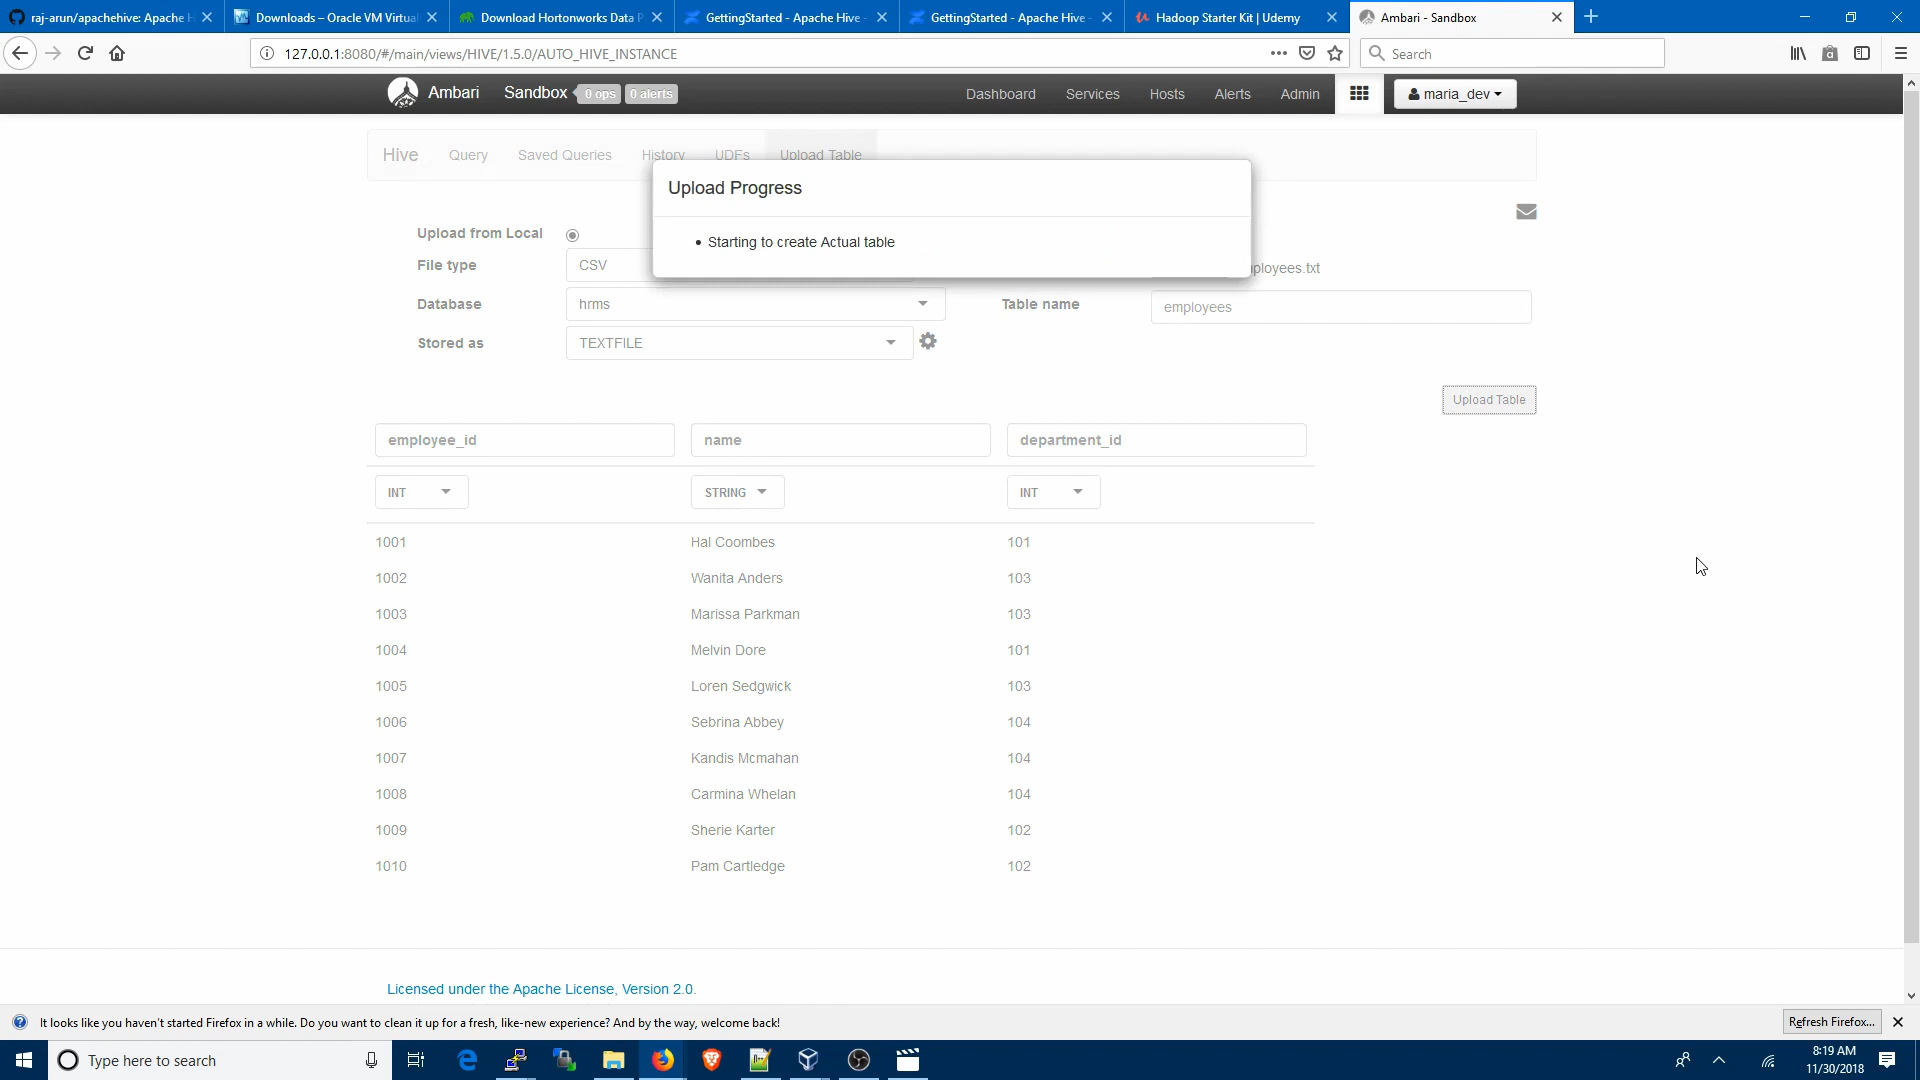 raj-arun/apachehive: Apache H
Downloads – Oracle VM Virtual
Download Hortonworks Data P
GettingStarted - Apache Hive -
GettingStarted - Apache Hive -
Hadoop Starter Kit | Udemy
Ambari - Sandbox
127.0.0.1:8080/#/main/views/HIVE/1.5.0/AUTO_HIVE_INSTANCE
Search
Ambari Sandbox 0 ops 0 alerts
Dashboard Services Hosts Alerts Admin maria_dev
Hive Query Saved Queries History UDFs Upload Table
Upload Progress
Starting to create Actual table
Upload from Local
File type CSV
ployees.txt
Database hrms Table name employees
Stored as TEXTFILE
Upload Table
employee_id name department_id
INT STRING INT
1001 Hal Coombes 101
1002 Wanita Anders 103
1003 Marissa Parkman 103
1004 Melvin Dore 101
1005 Loren Sedgwick 103
1006 Sebrina Abbey 104
1007 Kandis Mcmahan 104
1008 Carmina Whelan 104
1009 Sherie Karter 102
1010 Pam Cartledge 102
Licensed under the Apache License, Version 2.0.
It looks like you haven't started Firefox in a while. Do you want to clean it up for a fresh, like-new experience? And by the way, welcome back!
Refresh Firefox...
Type here to search
8:19 AM
11/30/2018